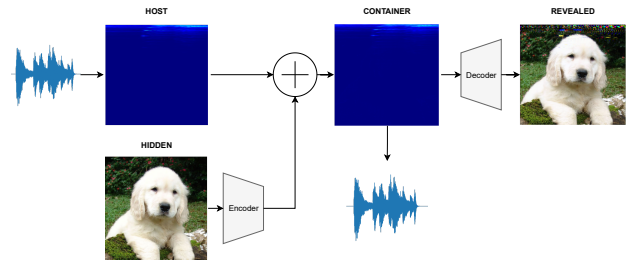 HOST
CONTAINER
REVEALED
Decoder
HIDDEN
Encoder